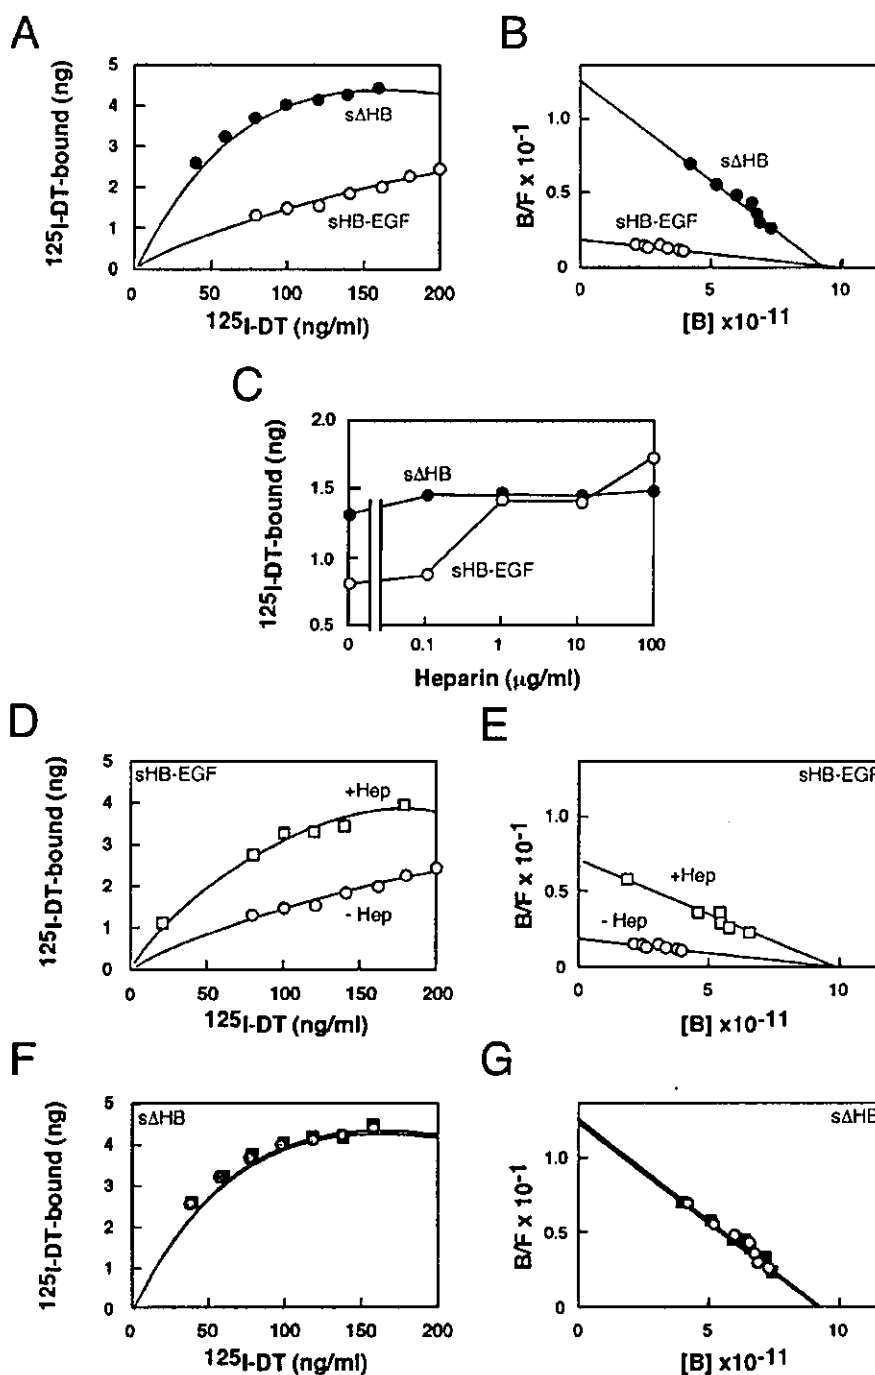 A
¹²⁵I-DT-bound (ng)
5
4
3
2
1
0
sΔHB
sHB-EGF
50
100
150
200
¹²⁵I-DT (ng/ml)
B
B/F x 10⁻¹
1.0
0.5
0
sΔHB
sHB-EGF
0
5
10
[B] x10⁻¹¹
C
¹²⁵I-DT-bound (ng)
2.0
1.5
1.0
0.5
sΔHB
sHB-EGF
0
0.1
1
10
100
Heparin (µg/ml)
D
¹²⁵I-DT-bound (ng)
5
4
3
2
1
0
sHB-EGF
+Hep
- Hep
50
100
150
200
¹²⁵I-DT (ng/ml)
E
B/F x 10⁻¹
1.0
0.5
0
sHB-EGF
+Hep
- Hep
0
5
10
[B] x10⁻¹¹
F
¹²⁵I-DT-bound (ng)
5
4
3
2
1
0
sΔHB
50
100
150
200
¹²⁵I-DT (ng/ml)
G
B/F x 10⁻¹
1.0
0.5
0
sΔHB
0
5
10
[B] x10⁻¹¹